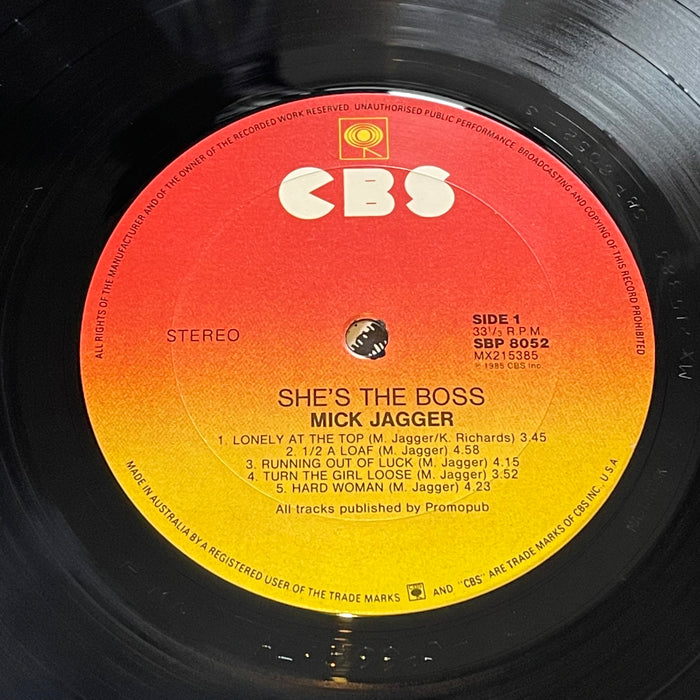 ALL RIGHTS OF THE MANUFACTURER AND OF THE OWNER OF THE RECORDED WORK RESERVED. UNAUTHORISED PUBLIC PERFORMANCE, BROADCASTING AND COPYING OF THIS RECORD PROHIBITED
CBS
STEREO
SIDE 1
33 1/3 R.P.M.
SBP 8052
MX215385
℗ 1985 CBS Inc.
SHE'S THE BOSS
MICK JAGGER
1. LONELY AT THE TOP (M. Jagger/K. Richards) 3.45
2. 1/2 A LOAF (M. Jagger) 4.58
3. RUNNING OUT OF LUCK (M. Jagger) 4.15
4. TURN THE GIRL LOOSE (M. Jagger) 3.52
5. HARD WOMAN (M. Jagger) 4.23
All tracks published by Promopub
MADE IN AUSTRALIA BY A REGISTERED USER OF THE TRADE MARKS AND "CBS" ARE TRADE MARKS OF CBS INC., U.S.A.